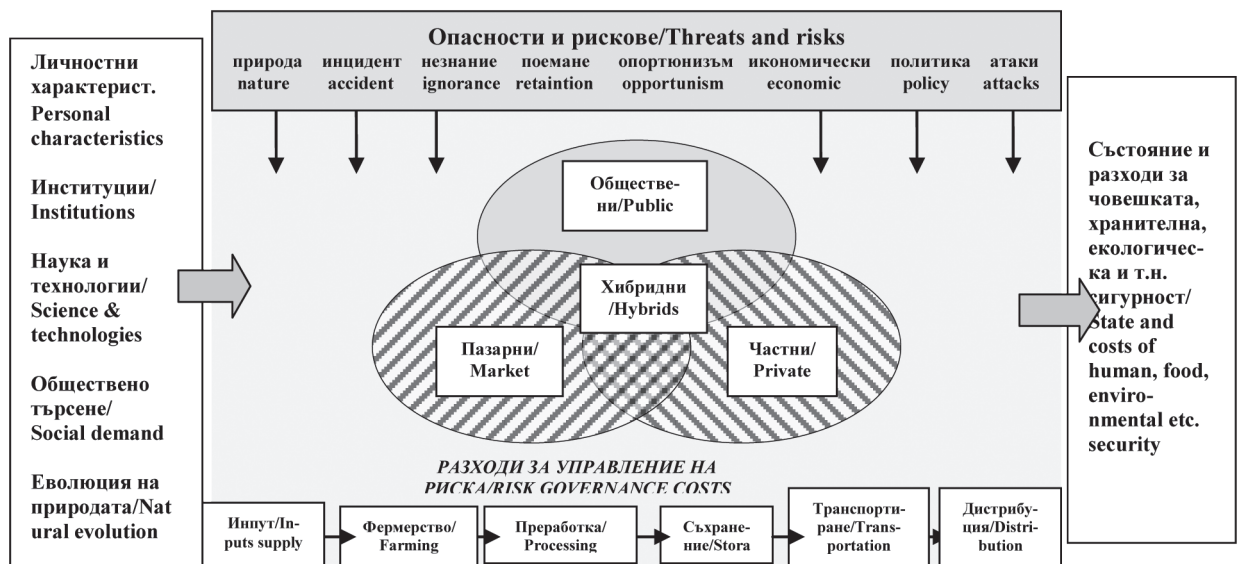 Опасности и рискове/Threats and risks
природа инцидент незнание поемане опортюнизъм икономически политика атаки
nature accident ignorance retaintion opportunism economic policy attacks
Личностни
характерист.
Personal
characteristics
Институции/
Institutions
Наука и
технологии/
Science &
technologies
Обществено
търсене/
Social demand
Еволюция на
природата/Nat
ural evolution
Обществе-
ни/Public
Хибридни
/Hybrids
Пазарни/
Market
Частни/
Private
РАЗХОДИ ЗА УПРАВЛЕНИЕ НА
РИСКА/RISK GOVERNANCE COSTS
Инпут/In-
puts supply
Фермерство/
Farming
Преработка/
Processing
Съхране-
ние/Stora
Транспорти-
ране/Trans-
portation
Дистрибу-
ция/Distri-
bution
Състояние и
разходи за
човешката,
хранителна,
екологичес-
ка и т.н.
сигурност/
State and
costs of
human, food,
enviro-
nmental etc.
security